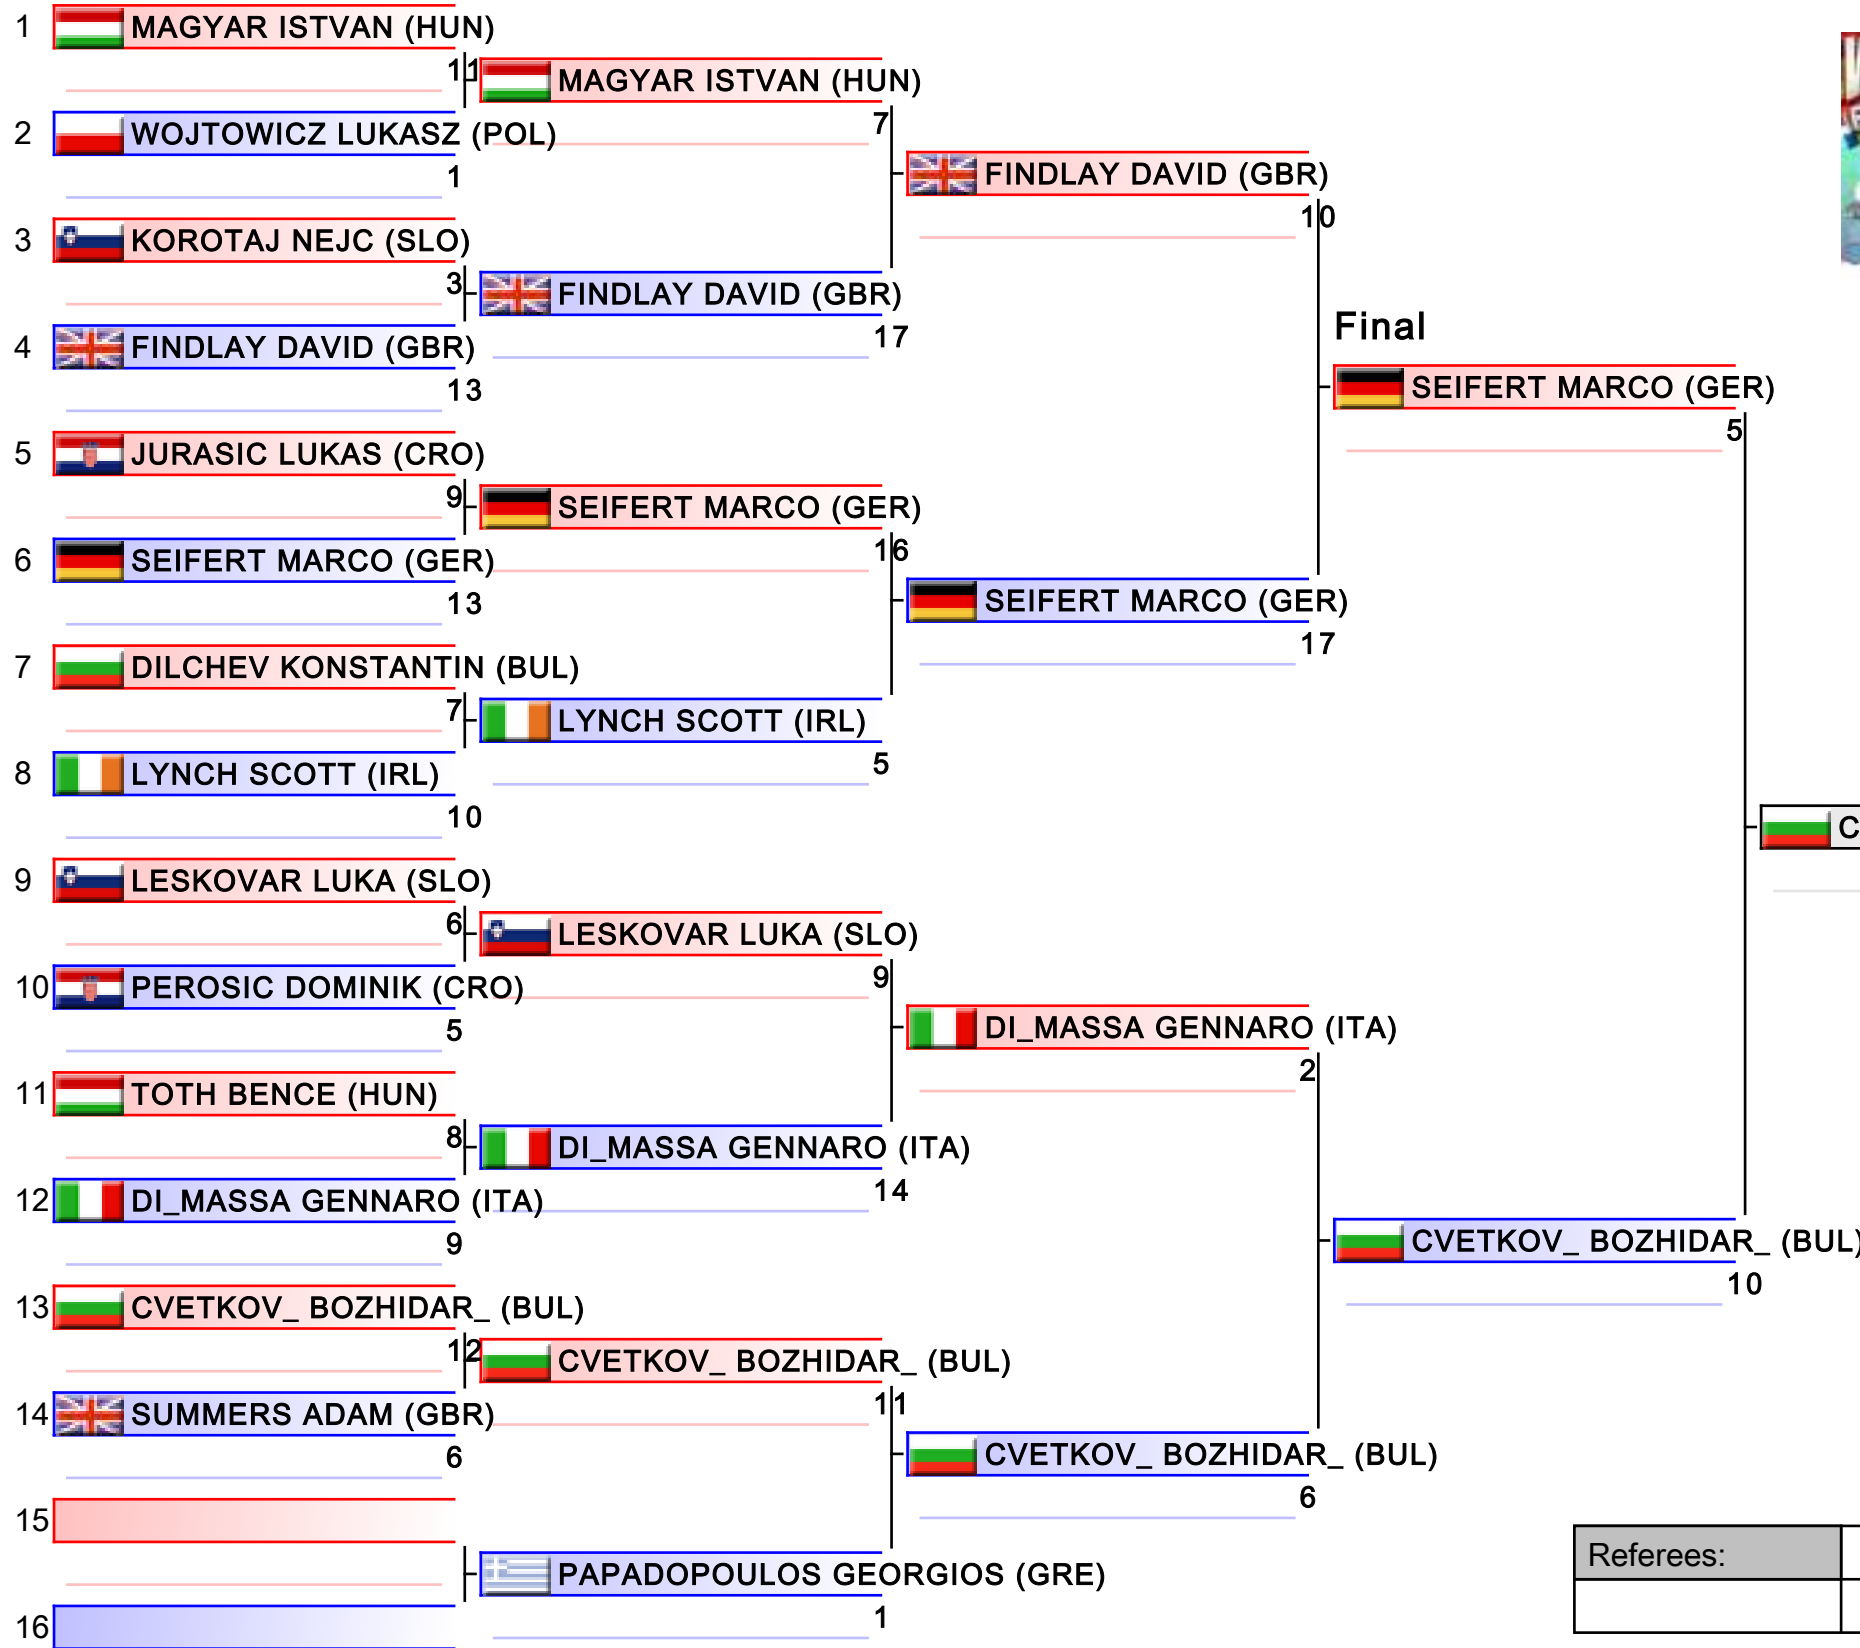 1 MAGYAR ISTVAN (HUN)
11
MAGYAR ISTVAN (HUN)
7
2 WOJTOWICZ LUKASZ (POL)
1
FINDLAY DAVID (GBR)
10
3 KOROTAJ NEJC (SLO)
3
FINDLAY DAVID (GBR)
17
4 FINDLAY DAVID (GBR)
13
Final
SEIFERT MARCO (GER)
5
5 JURASIC LUKAS (CRO)
9
SEIFERT MARCO (GER)
16
6 SEIFERT MARCO (GER)
13
SEIFERT MARCO (GER)
17
7 DILCHEV KONSTANTIN (BUL)
7
LYNCH SCOTT (IRL)
5
8 LYNCH SCOTT (IRL)
10
C
9 LESKOVAR LUKA (SLO)
6
LESKOVAR LUKA (SLO)
9
10 PEROSIC DOMINIK (CRO)
5
DI_MASSA GENNARO (ITA)
2
11 TOTH BENCE (HUN)
8
DI_MASSA GENNARO (ITA)
14
12 DI_MASSA GENNARO (ITA)
9
CVETKOV_ BOZHIDAR_ (BUL)
10
13 CVETKOV_ BOZHIDAR_ (BUL)
12
CVETKOV_ BOZHIDAR_ (BUL)
11
14 SUMMERS ADAM (GBR)
6
CVETKOV_ BOZHIDAR_ (BUL)
6
15
PAPADOPOULOS GEORGIOS (GRE)
1
16
Referees: